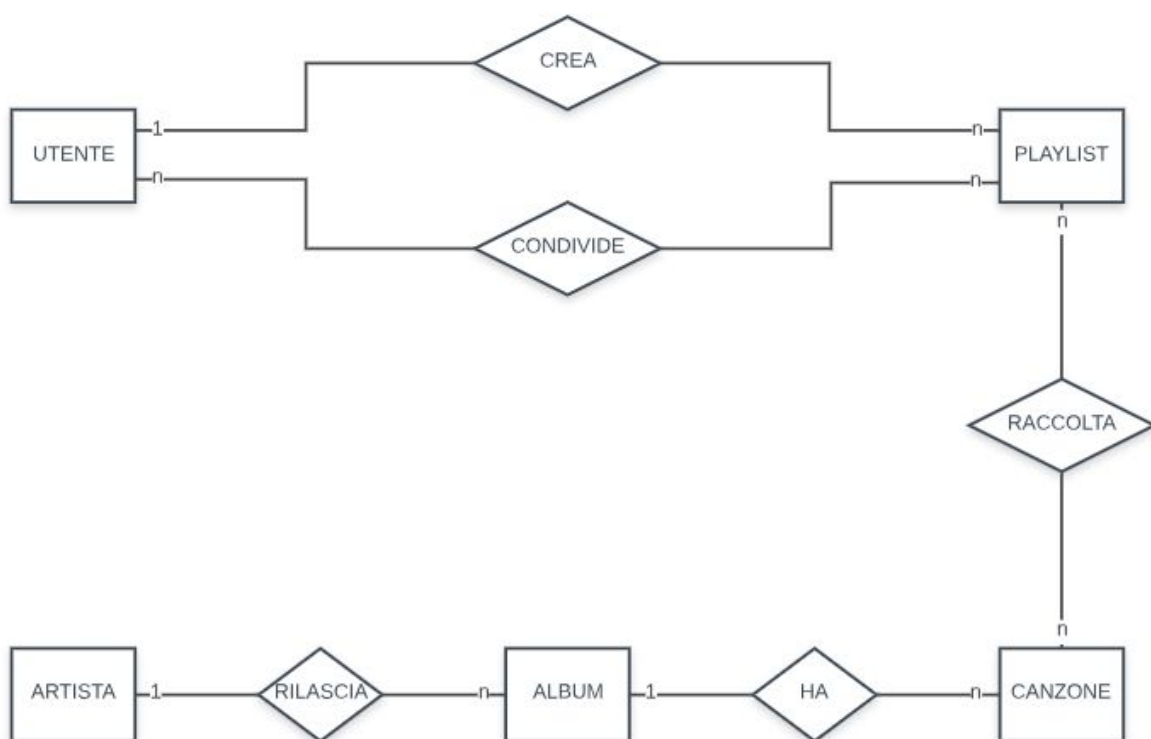 CREA
1
n
UTENTE
PLAYLIST
n
n
CONDIVIDE
n
RACCOLTA
n
ARTISTA
1
RILASCIA
n
ALBUM
1
HA
n
CANZONE